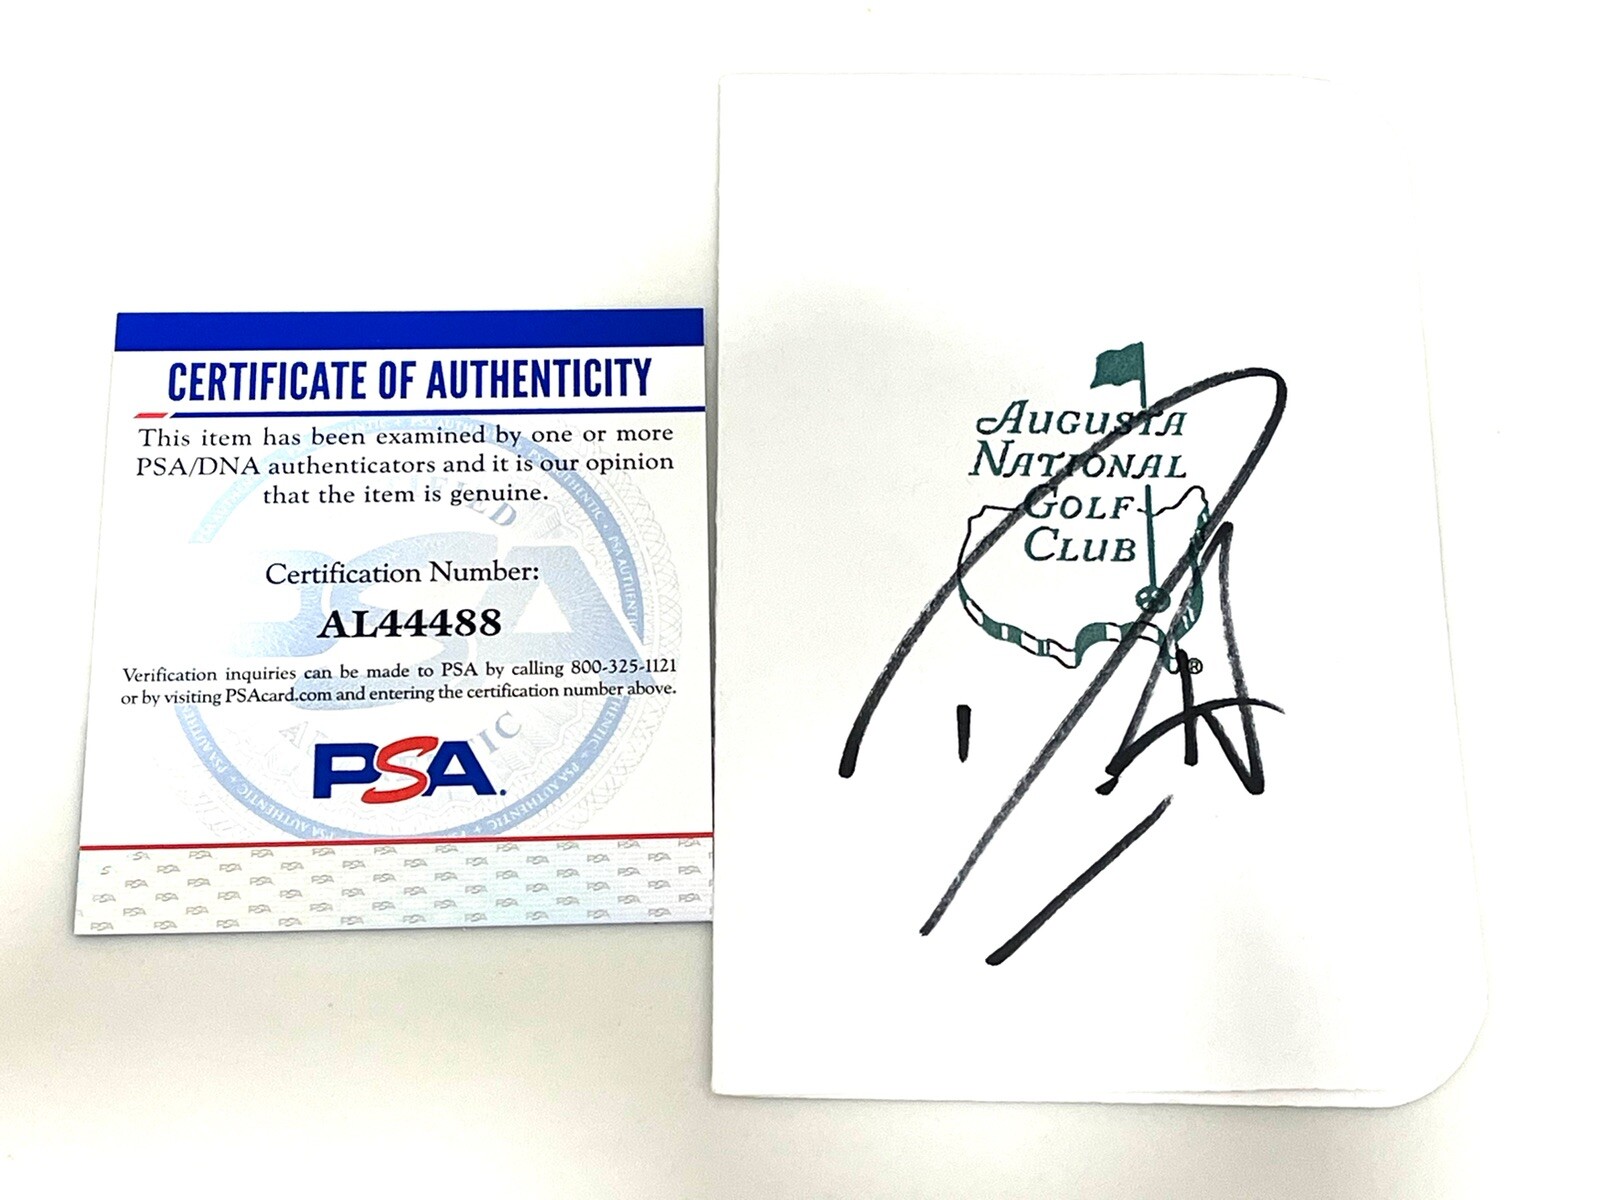 CERTIFICATE OF AUTHENTICITY
This item has been examined by one or more
PSA/DNA authenticators and it is our opinion
that the item is genuine.
Certification Number:
AL44488
Verification inquiries can be made to PSA by calling 800-325-1121
or by visiting PSAcard.com and entering the certification number above.
PSA.
AUGUSTA
NATIONAL
GOLF
CLUB
®